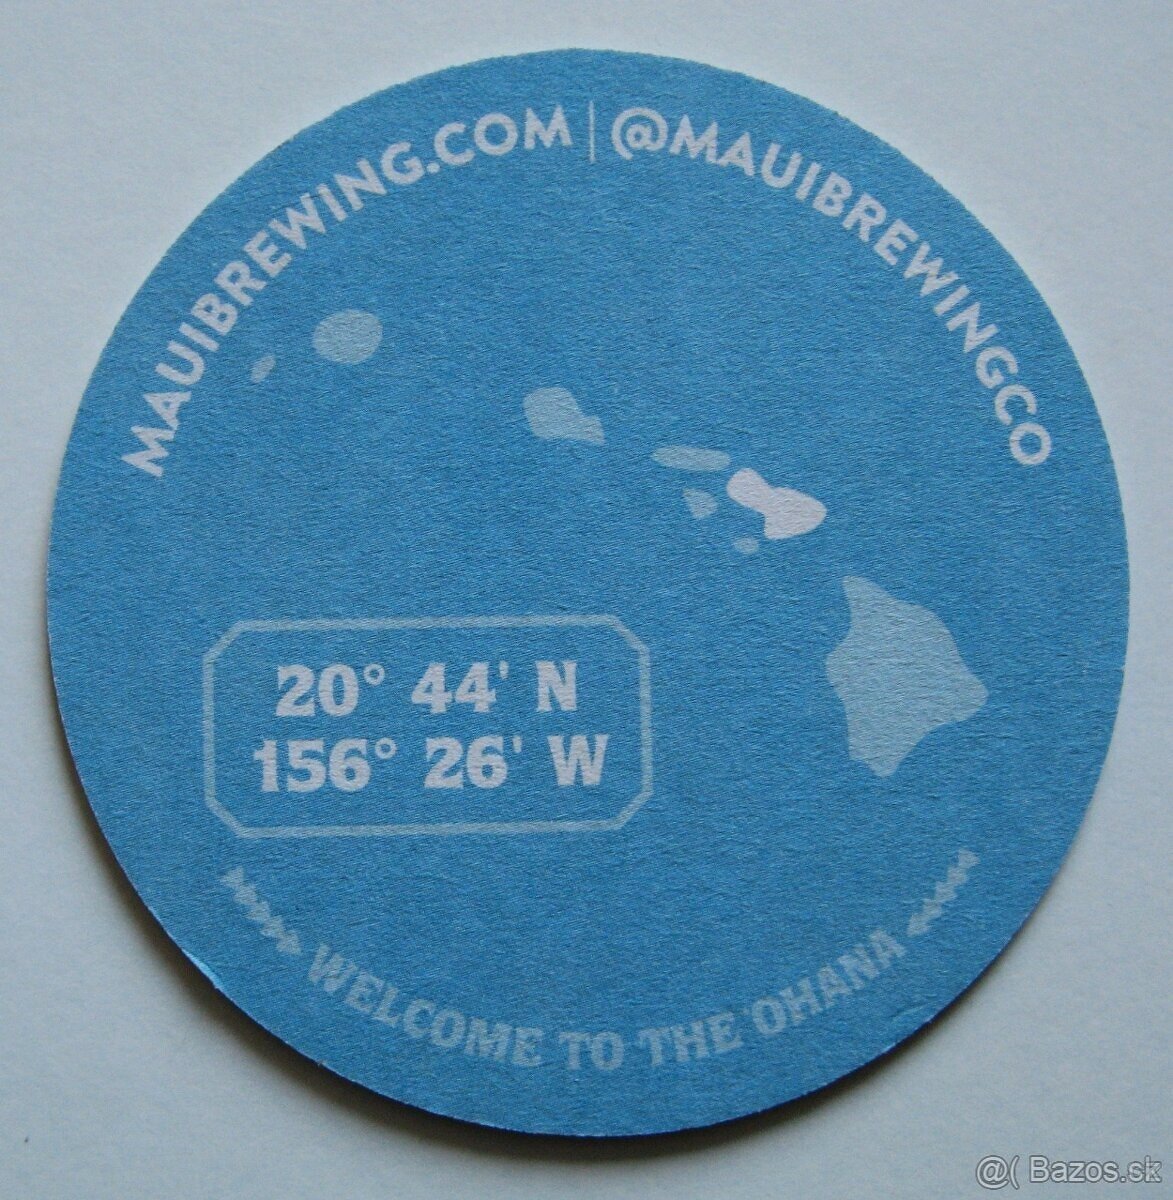 MAUIBREWING.COM | @MAUIBREWINGCO
20° 44' N
156° 26' W
WELCOME TO THE 'OHANA
@( Bazos.sk